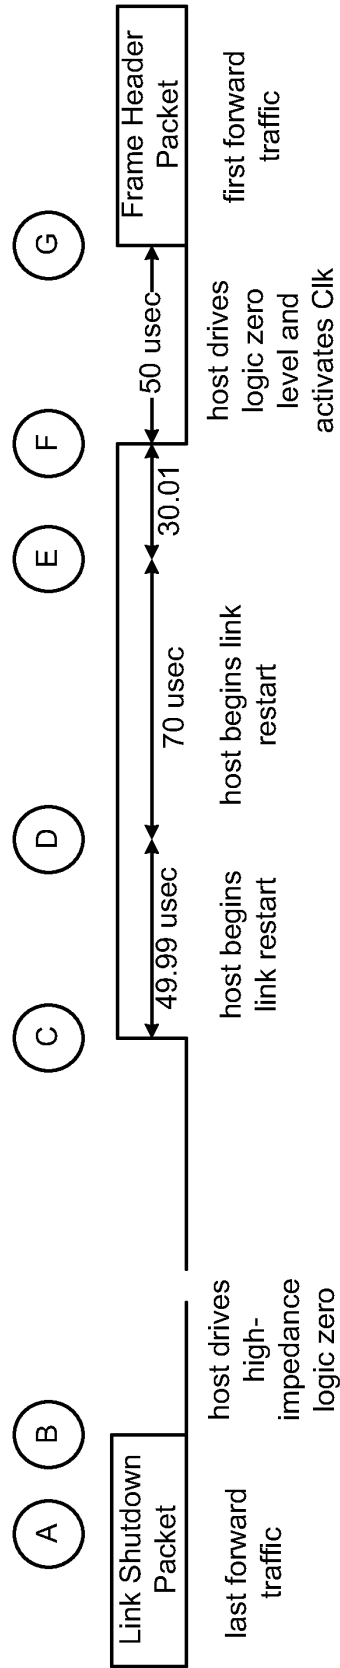 A
B
C
D
E
F
G
Link Shutdown
Packet
49.99 usec
70 usec
30.01
50 usec
Frame Header
Packet
last forward
traffic
host drives
high-
impedance
logic zero
host begins
link restart
host begins link
restart
host drives
logic zero
level and
activates Clk
first forward
traffic